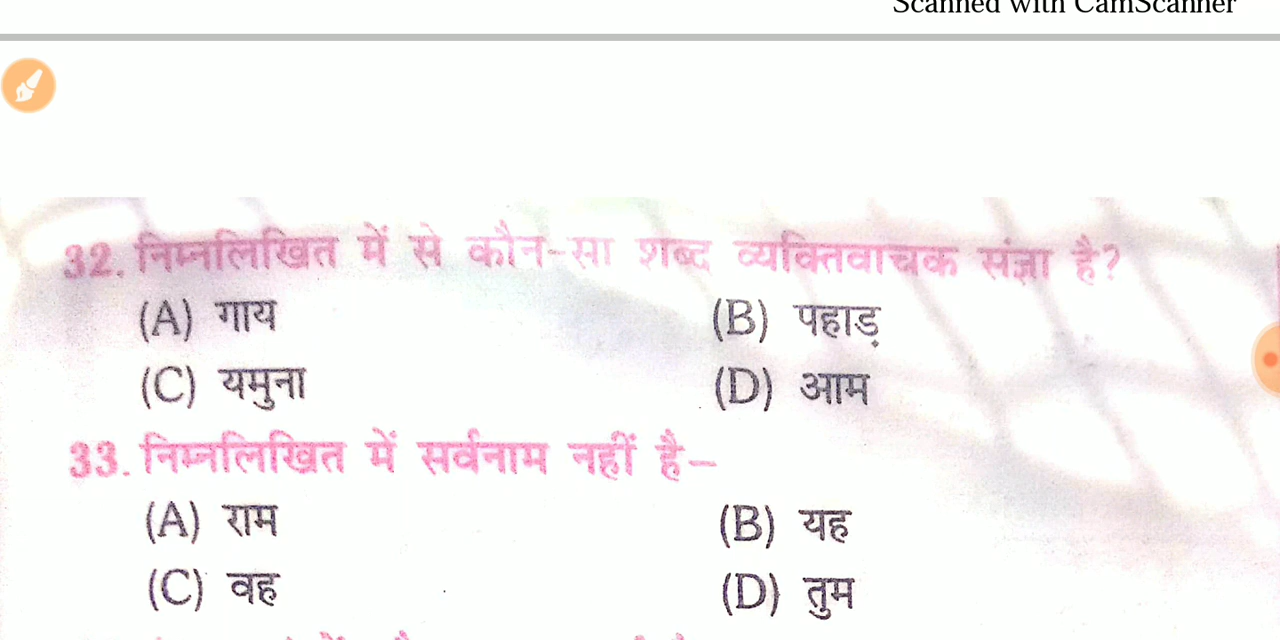 Scanned with CamScanner
32. निम्नलिखित में से कौन-सा शब्द व्यक्तिवाचक संज्ञा है?
(A) गाय (B) पहाड़
(C) यमुना (D) आम
33. निम्नलिखित में सर्वनाम नहीं है–
(A) राम (B) यह
(C) वह (D) तुम